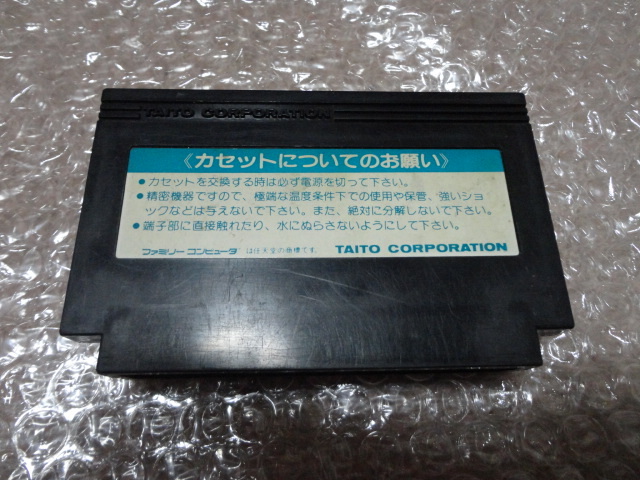 TAITO CORPORATION
《カセットについてのお願い》
● カセットを交換する時は必ず電源を切って下さい。
● 精密機器ですので、極端な温度条件下での使用や保管、強いショ
ックなどは与えないで下さい。また、絶対に分解しないで下さい。
● 端子部に直接触れたり、水にぬらさないようにして下さい。
ファミリーコンピュータ は任天堂の商標です。 TAITO CORPORATION